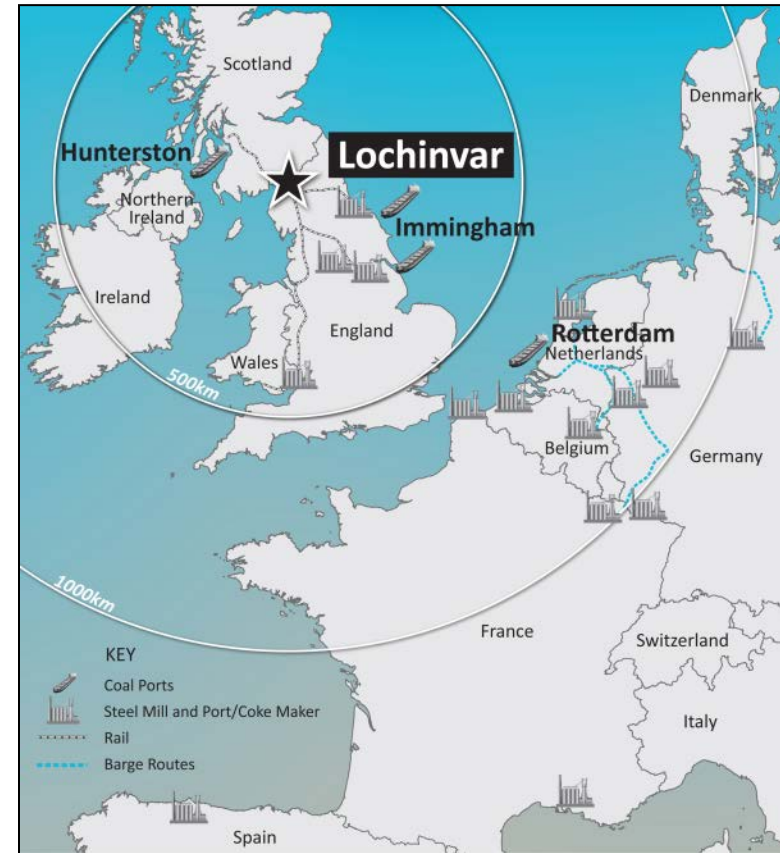 Scotland
Denmark
Hunterston
Lochinvar
Northern
Ireland
Immingham
Ireland
England
Rotterdam
Netherlands
Wales
500km
Belgium
Germany
1000km
France
Switzerland
KEY
Coal Ports
Steel Mill and Port/Coke Maker
Italy
Rail
Barge Routes
Spain